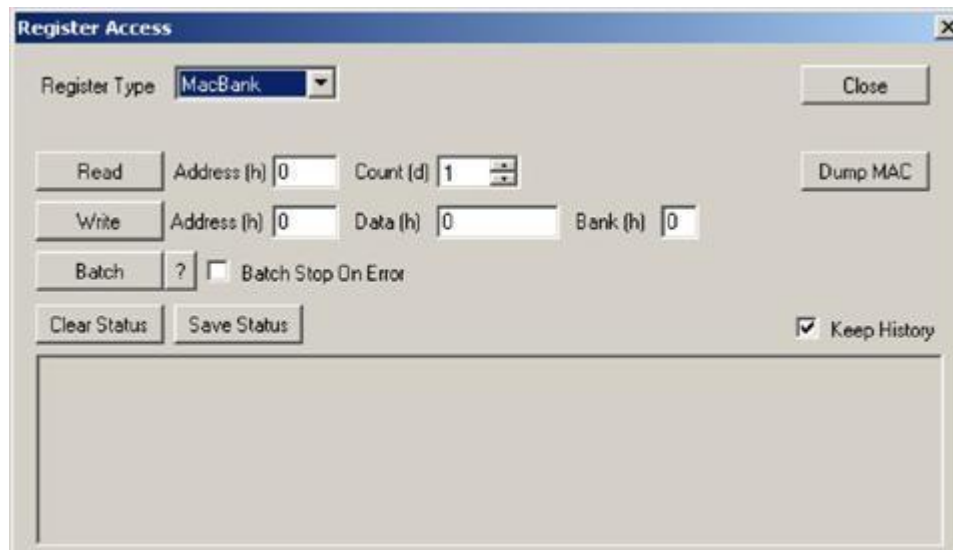 Register Access
Register Type MacBank Close
Read Address (h) 0 Count (d) 1 Dump MAC
Write Address (h) 0 Data (h) 0 Bank (h) 0
Batch ? Batch Stop On Error
Clear Status Save Status Keep History